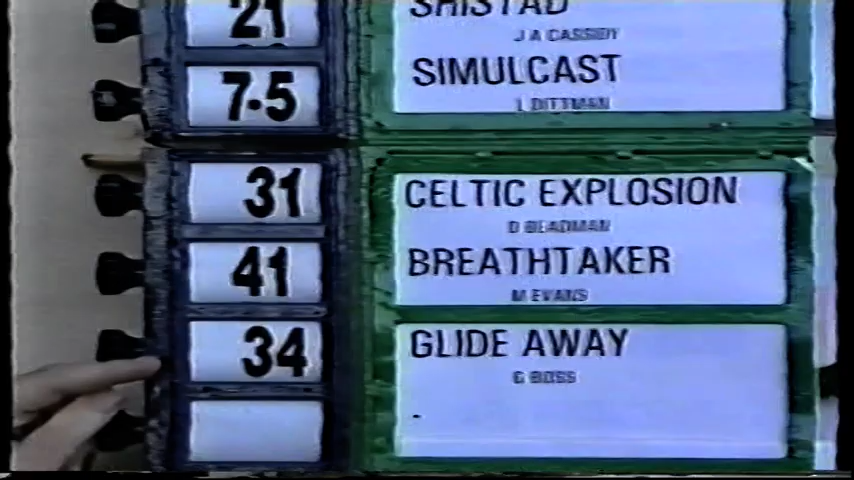 21
SHISTAD
J A CASSIDY
7-5
SIMULCAST
L DITTMAN
31
CELTIC EXPLOSION
D BEADMAN
41
BREATHTAKER
M EVANS
34
GLIDE AWAY
G BOSS